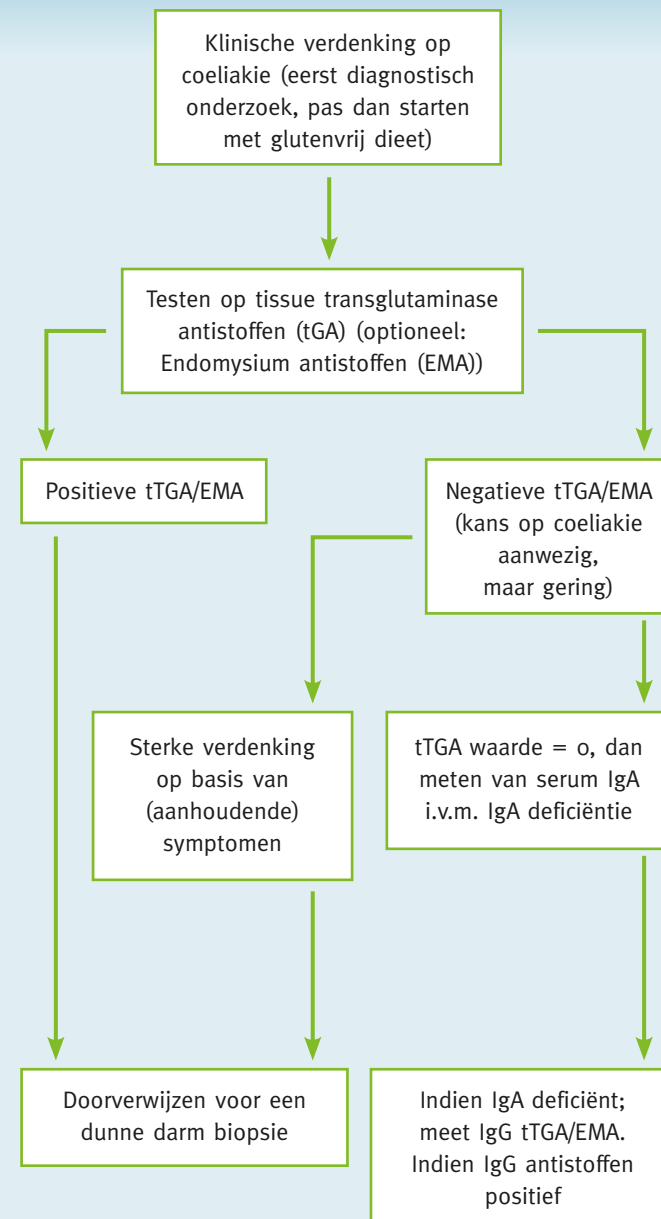 Klinische verdenking op
coeliakie (eerst diagnostisch
onderzoek, pas dan starten
met glutenvrij dieet)
Testen op tissue transglutaminase
antistoffen (tGA) (optioneel:
Endomysium antistoffen (EMA))
Positieve tTGA/EMA
Negatieve tTGA/EMA
(kans op coeliakie
aanwezig,
maar gering)
Sterke verdenking
op basis van
(aanhoudende)
symptomen
tTGA waarde = 0, dan
meten van serum IgA
i.v.m. IgA deficiëntie
Doorverwijzen voor een
dunne darm biopsie
Indien IgA deficiënt;
meet IgG tTGA/EMA.
Indien IgG antistoffen
positief